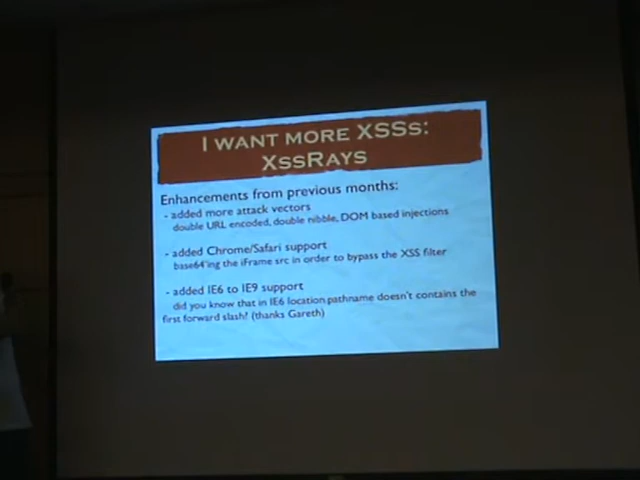 I WANT MORE XSSS:
XSSRAYS
Enhancements from previous months:
- added more attack vectors
double URL encoded, double nibble, DOM based injections
- added Chrome/Safari support
base64'ing the iFrame src in order to bypass the XSS filter
- added IE6 to IE9 support
did you know that in IE6 location pathname doesn't contains the
first forward slash? (thanks Gareth)